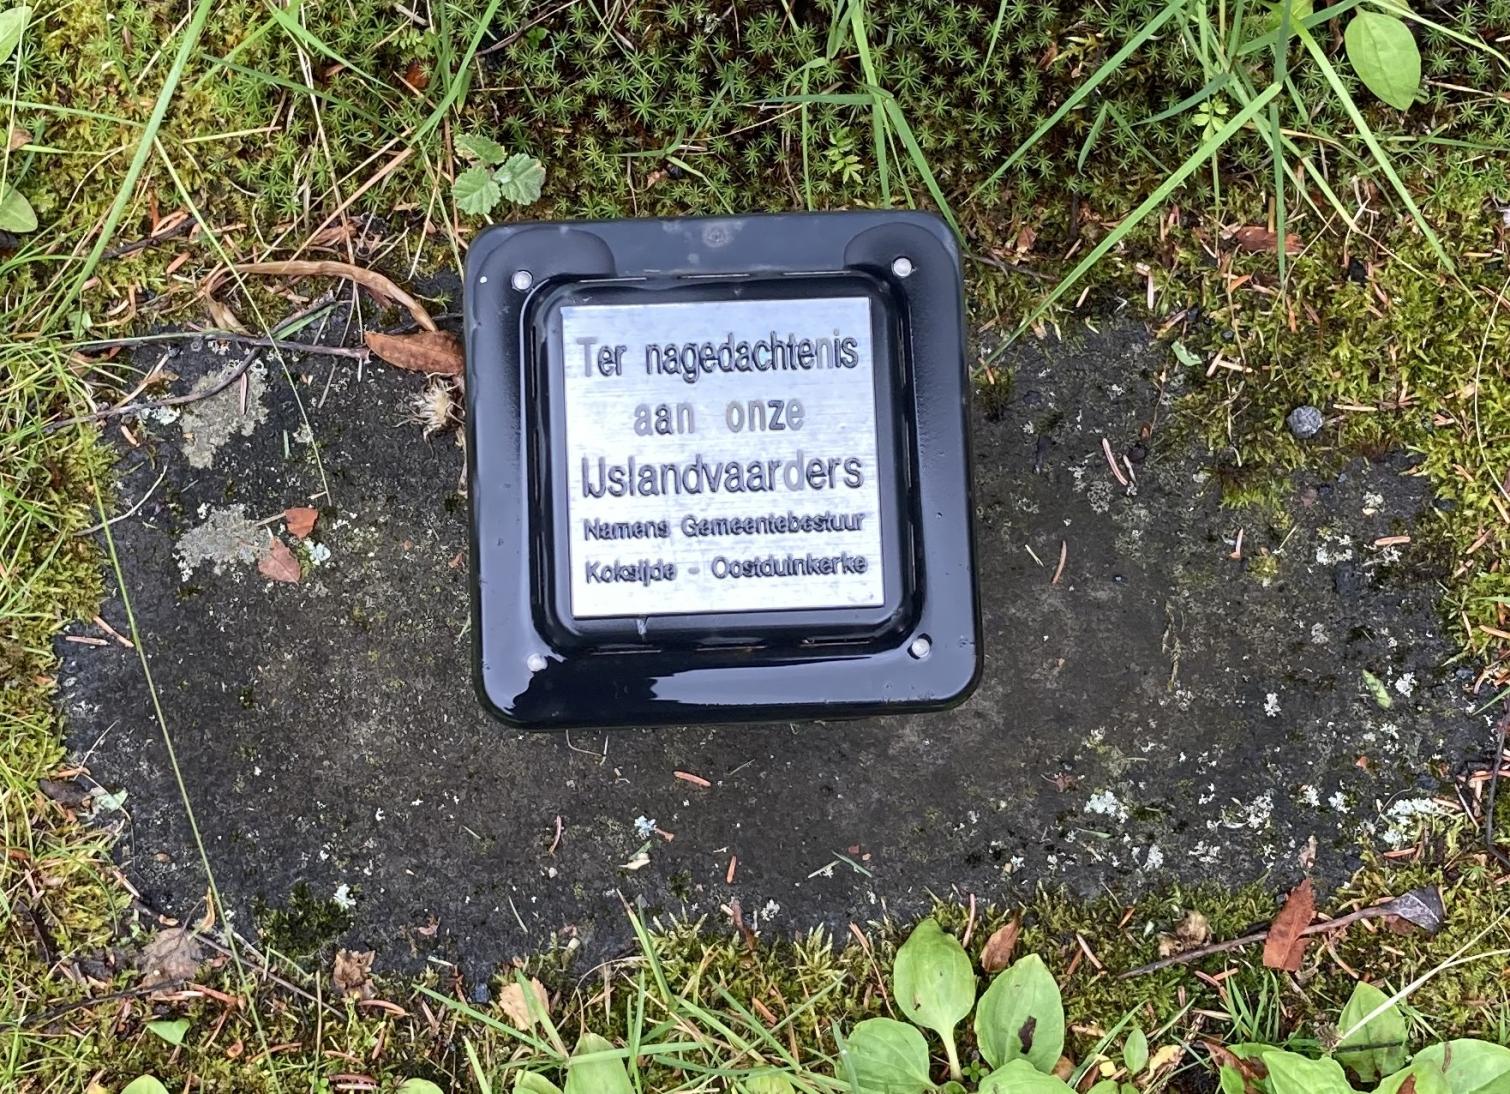 Ter nagedachtenis
aan onze
IJslandvaarders
Namens Gemeentebestuur
Koksijde - Oostduinkerke